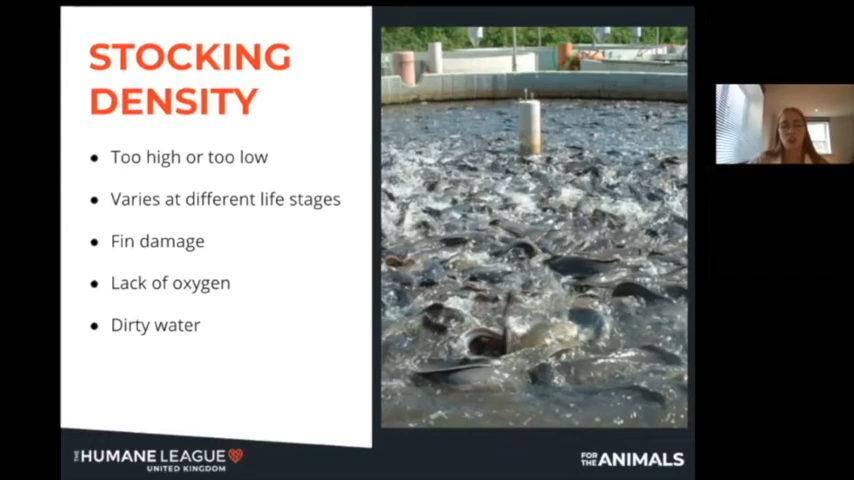 STOCKING
DENSITY
Too high or too low
Varies at different life stages
Fin damage
Lack of oxygen
Dirty water
THE HUMANE LEAGUE
UNITED KINGDOM
FOR THE ANIMALS